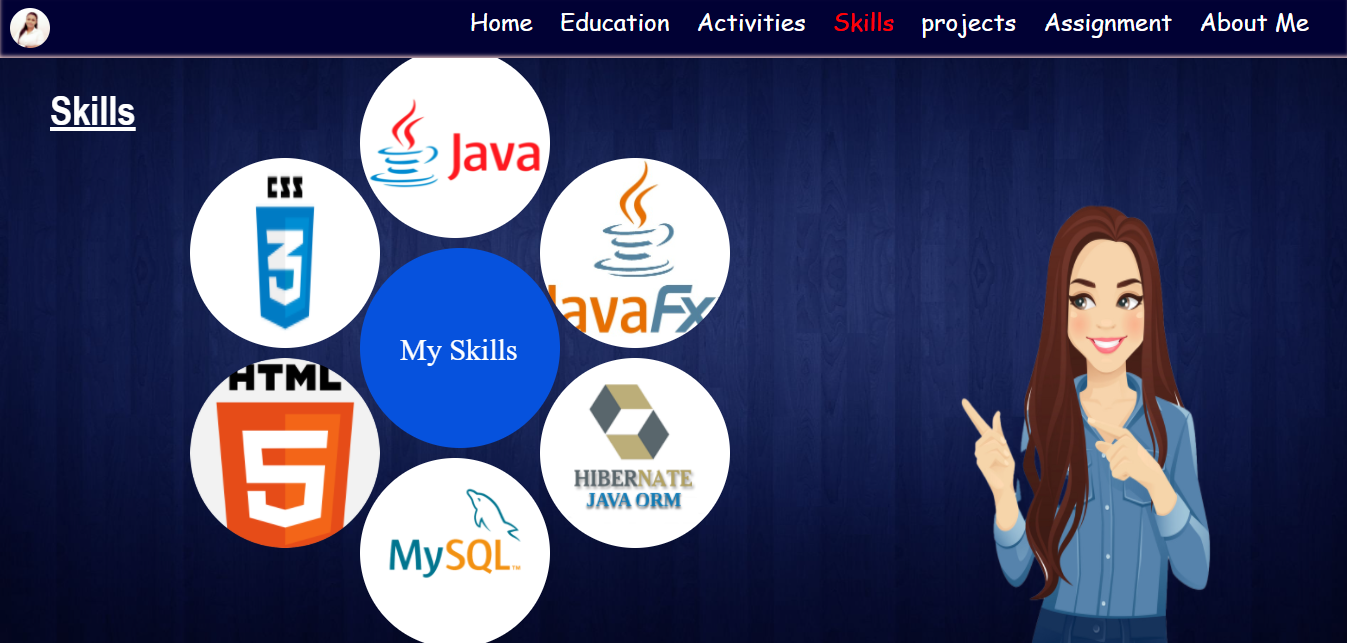 Home Education Activities Skills projects Assignment About Me
Skills
Java
CSS
3
JavaFx
My Skills
HTML
5
HIBERNATE
JAVA ORM
MySQL™